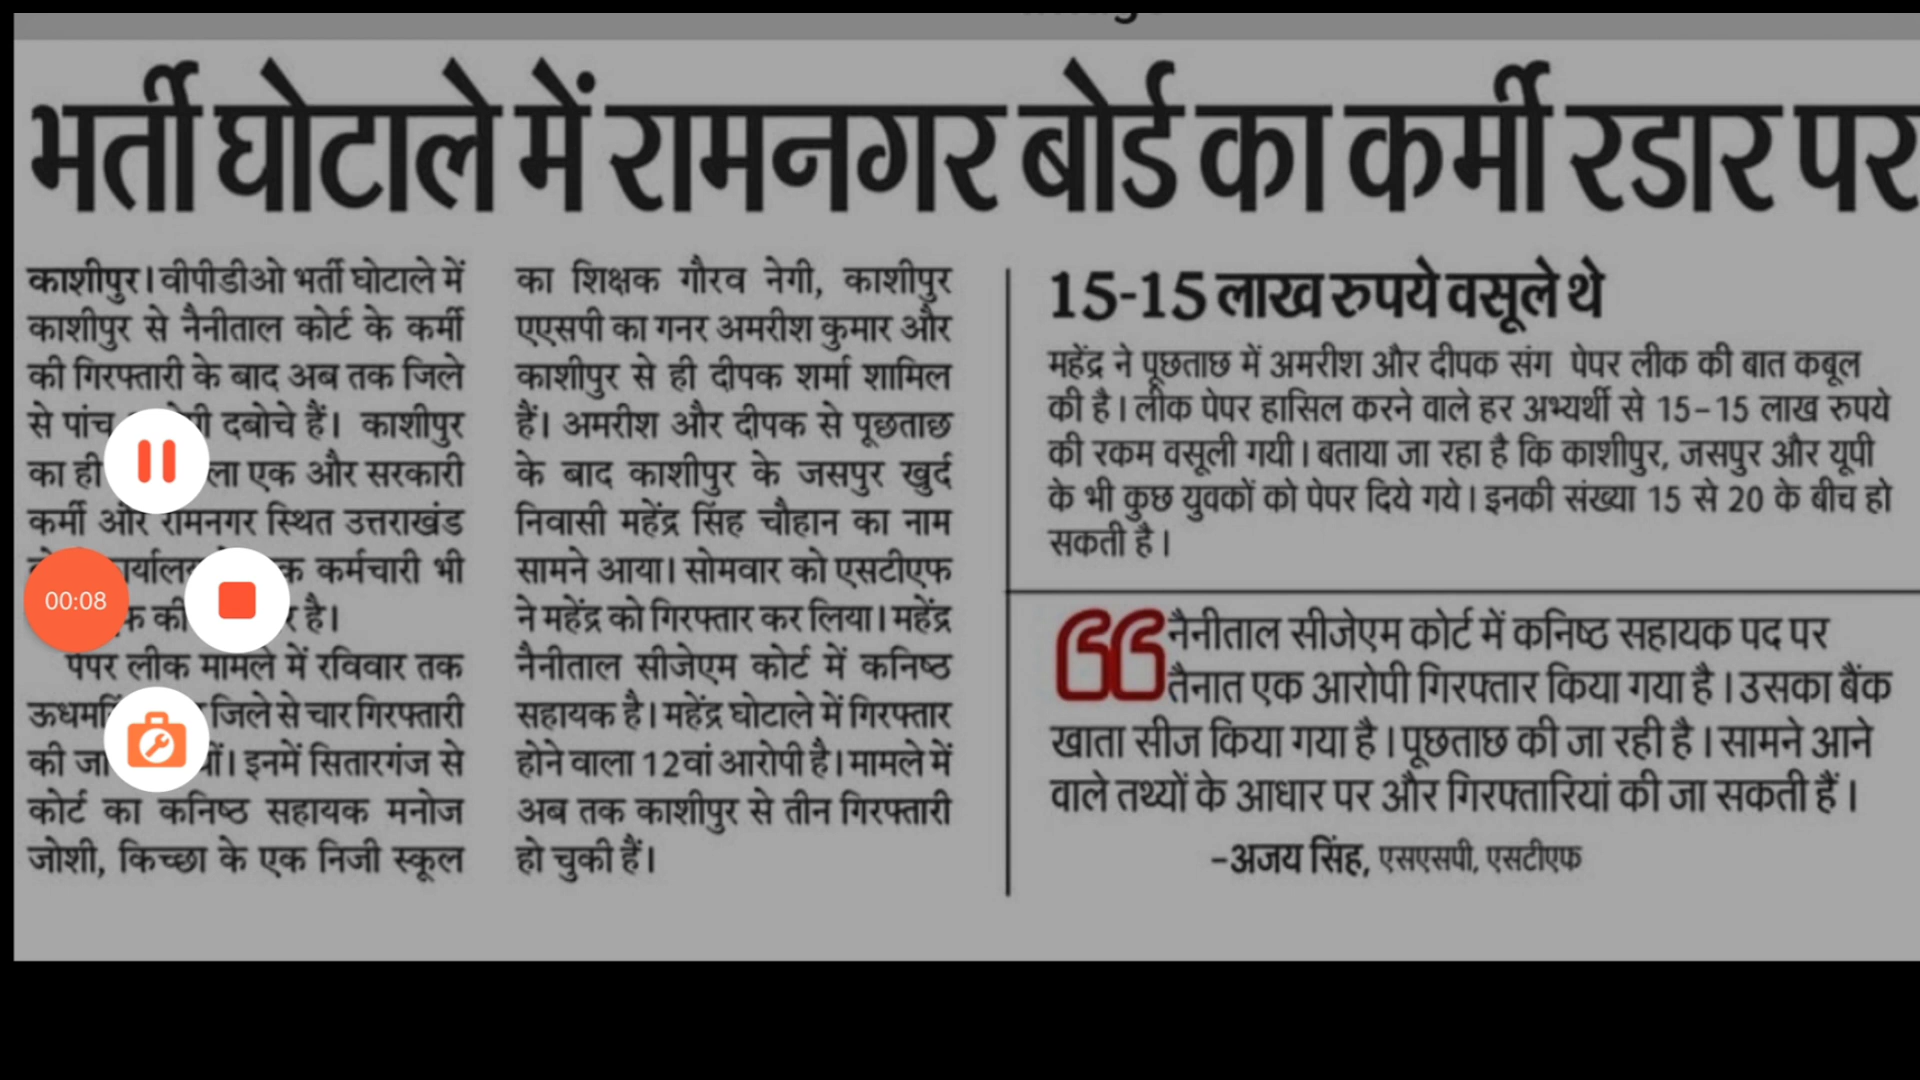 भर्ती घोटाले में रामनगर बोर्ड का कर्मी रडार पर
काशीपुर। वीपीडीओ भर्ती घोटाले में
काशीपुर से नैनीताल कोर्ट के कर्मी
की गिरफ्तारी के बाद अब तक जिले
से पांच दबोचे हैं। काशीपुर
का ही एक और सरकारी
कर्मी और रामनगर स्थित उत्तराखंड
कर्मचारी भी
की है।
पेपर लीक मामले में रविवार तक
जिले से चार गिरफ्तारी
की इनमें सितारगंज से
कोर्ट का कनिष्ठ सहायक मनोज
जोशी, किच्छा के एक निजी स्कूल
का शिक्षक गौरव नेगी, काशीपुर
एएसपी का गनर अमरीश कुमार और
काशीपुर से ही दीपक शर्मा शामिल
हैं। अमरीश और दीपक से पूछताछ
के बाद काशीपुर के जसपुर खुर्द
निवासी महेंद्र सिंह चौहान का नाम
सामने आया। सोमवार को एसटीएफ
ने महेंद्र को गिरफ्तार कर लिया। महेंद्र
नैनीताल सीजेएम कोर्ट में कनिष्ठ
सहायक है। महेंद्र घोटाले में गिरफ्तार
होने वाला 12वां आरोपी है। मामले में
अब तक काशीपुर से तीन गिरफ्तारी
हो चुकी हैं।
15-15 लाख रुपये वसूले थे
महेंद्र ने पूछताछ में अमरीश और दीपक संग पेपर लीक की बात कबूल
की है। लीक पेपर हासिल करने वाले हर अभ्यर्थी से 15-15 लाख रुपये
की रकम वसूली गयी। बताया जा रहा है कि काशीपुर, जसपुर और यूपी
के भी कुछ युवकों को पेपर दिये गये। इनकी संख्या 15 से 20 के बीच हो
सकती है।
नैनीताल सीजेएम कोर्ट में कनिष्ठ सहायक पद पर
तैनात एक आरोपी गिरफ्तार किया गया है। उसका बैंक
खाता सीज किया गया है। पूछताछ की जा रही है। सामने आने
वाले तथ्यों के आधार पर और गिरफ्तारियां की जा सकती हैं।
-अजय सिंह, एसएसपी, एसटीएफ
00:08